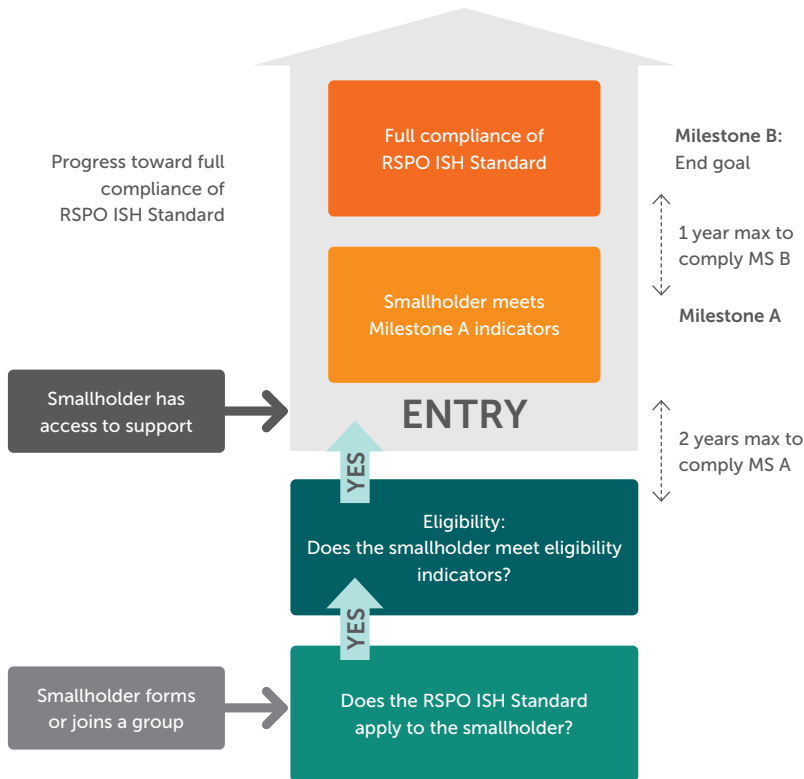 Full compliance of
RSPO ISH Standard
Progress toward full
compliance of
RSPO ISH Standard
Milestone B:
End goal
1 year max to
comply MS B
Smallholder meets
Milestone A indicators
Milestone A
Smallholder has
access to support
ENTRY
2 years max to
comply MS A
YES
Eligibility:
Does the smallholder meet eligibility
indicators?
YES
Smallholder forms
or joins a group
Does the RSPO ISH Standard
apply to the smallholder?